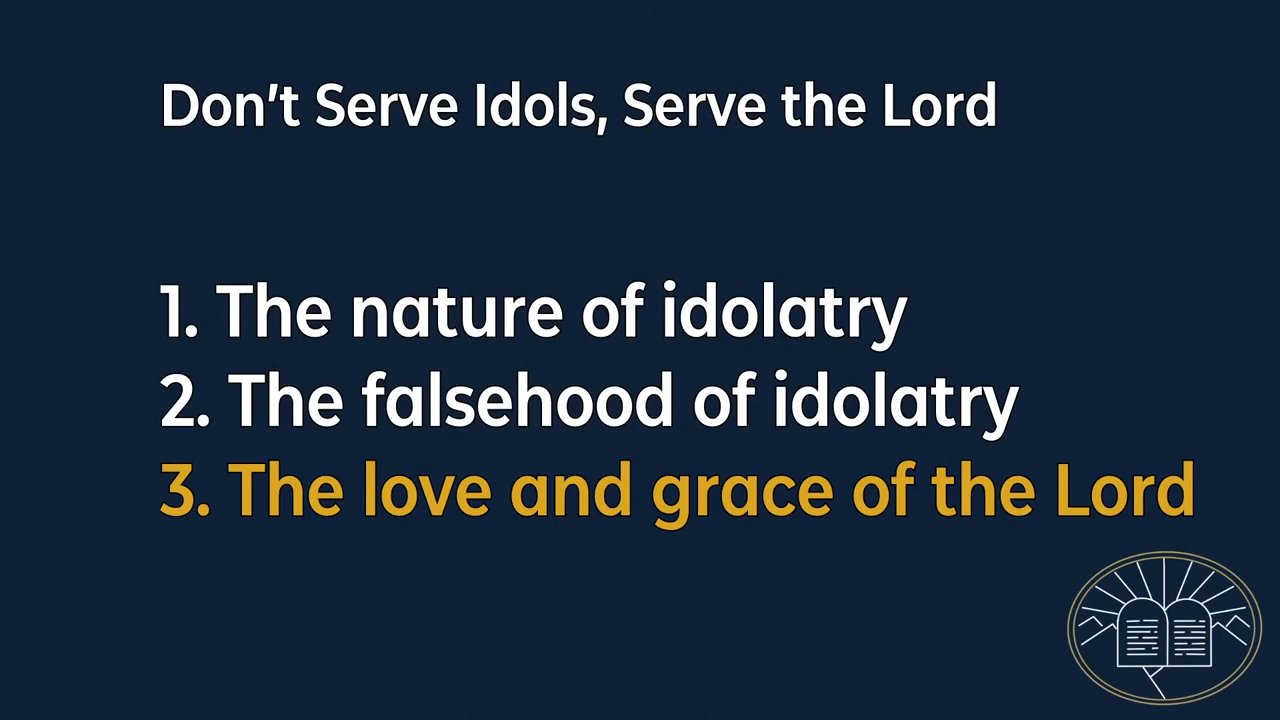 Don’t Serve Idols, Serve the Lord
1. The nature of idolatry
2. The falsehood of idolatry
3. The love and grace of the Lord